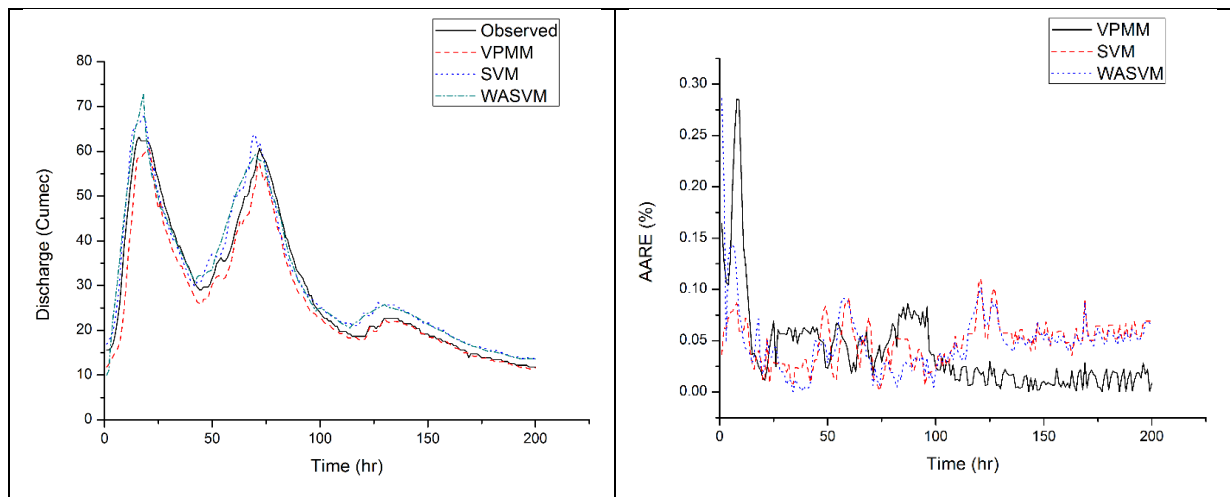 Observed
VPMM
SVM
WASVM
80
70
60
50
40
30
20
10
0
Discharge (Cumec)
0 50 100 150 200
Time (hr)
VPMM
SVM
WASVM
0.30
0.25
0.20
0.15
0.10
0.05
0.00
AARE (%)
0 50 100 150 200
Time (hr)